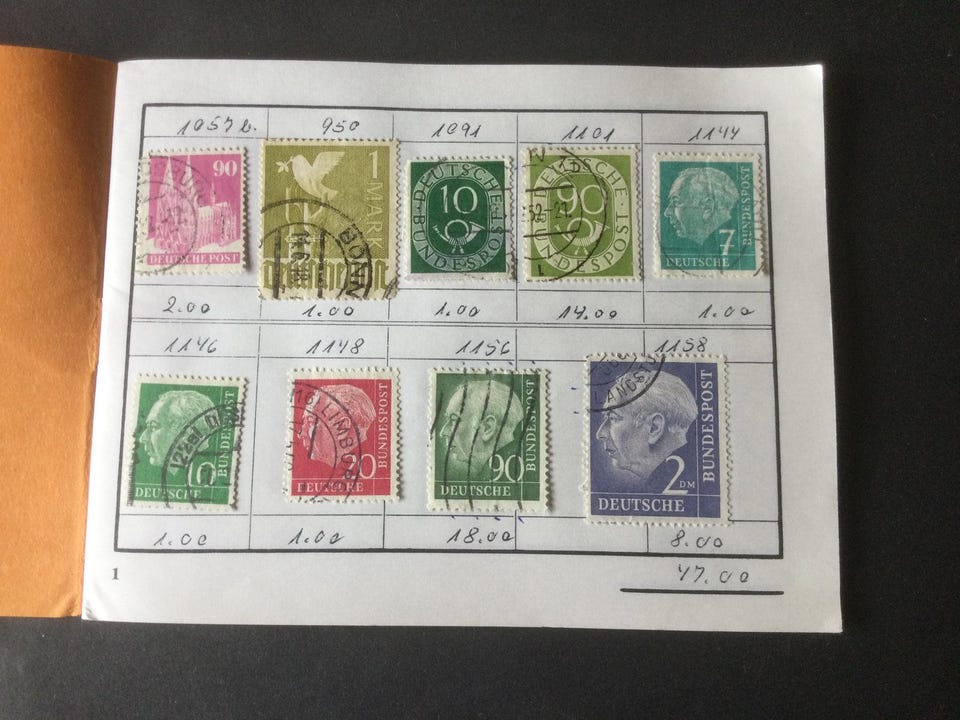 1057 b. 950 1091 1101 1144
90 DEUTSCHE POST
1 MARK
10 DEUTSCHE BUNDESPOST
90 DEUTSCHE BUNDESPOST
7 DEUTSCHE BUNDESPOST
BONN
2.00 1.00 1.00 14.00 1.00
1146 1148 1156 1158
10 DEUTSCHE BUNDESPOST
20 DEUTSCHE BUNDESPOST
90 DEUTSCHE BUNDESPOST
2 DM DEUTSCHE BUNDESPOST
1.00 1.00 18.00 8.00
1 47.00